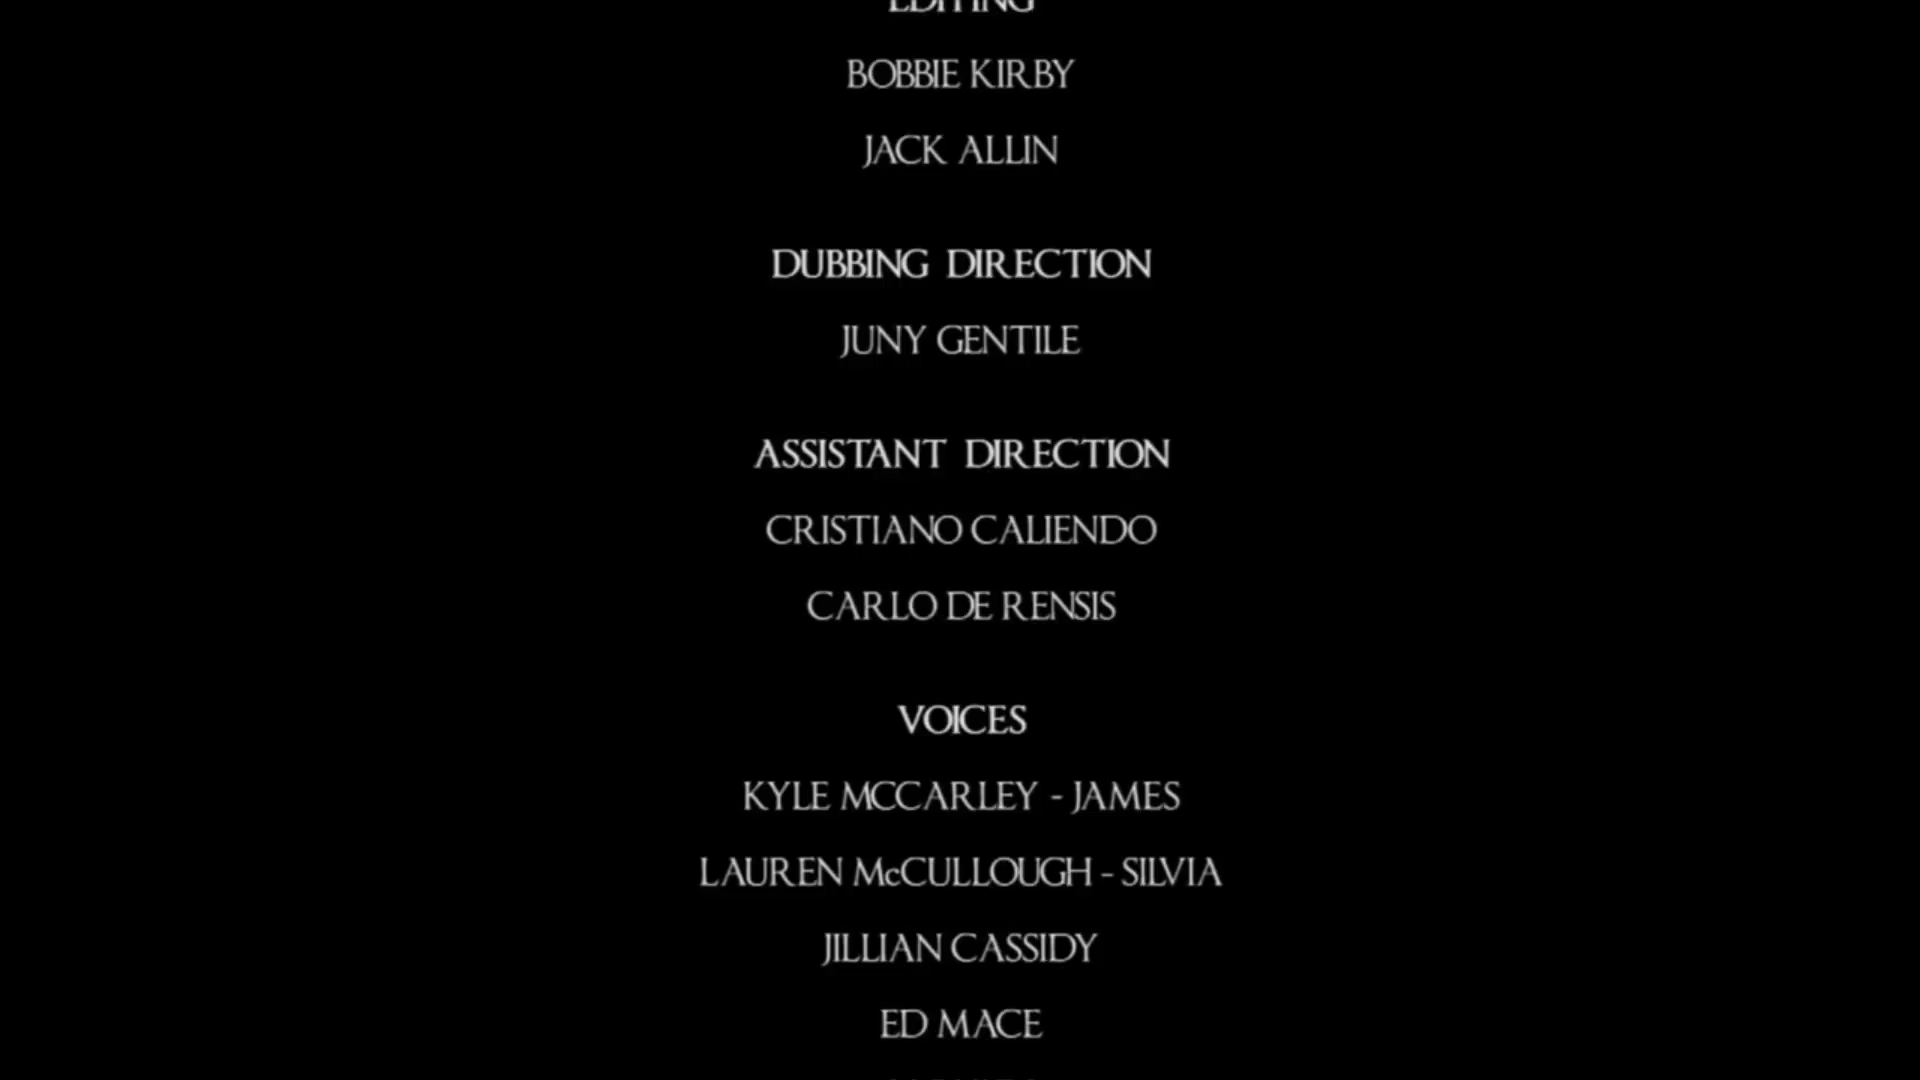 EDITING
BOBBIE KIRBY
JACK ALLIN
DUBBING DIRECTION
JUNY GENTILE
ASSISTANT DIRECTION
CRISTIANO CALIENDO
CARLO DE RENSIS
VOICES
KYLE MCCARLEY - JAMES
LAUREN McCULLOUGH - SILVIA
JILLIAN CASSIDY
ED MACE